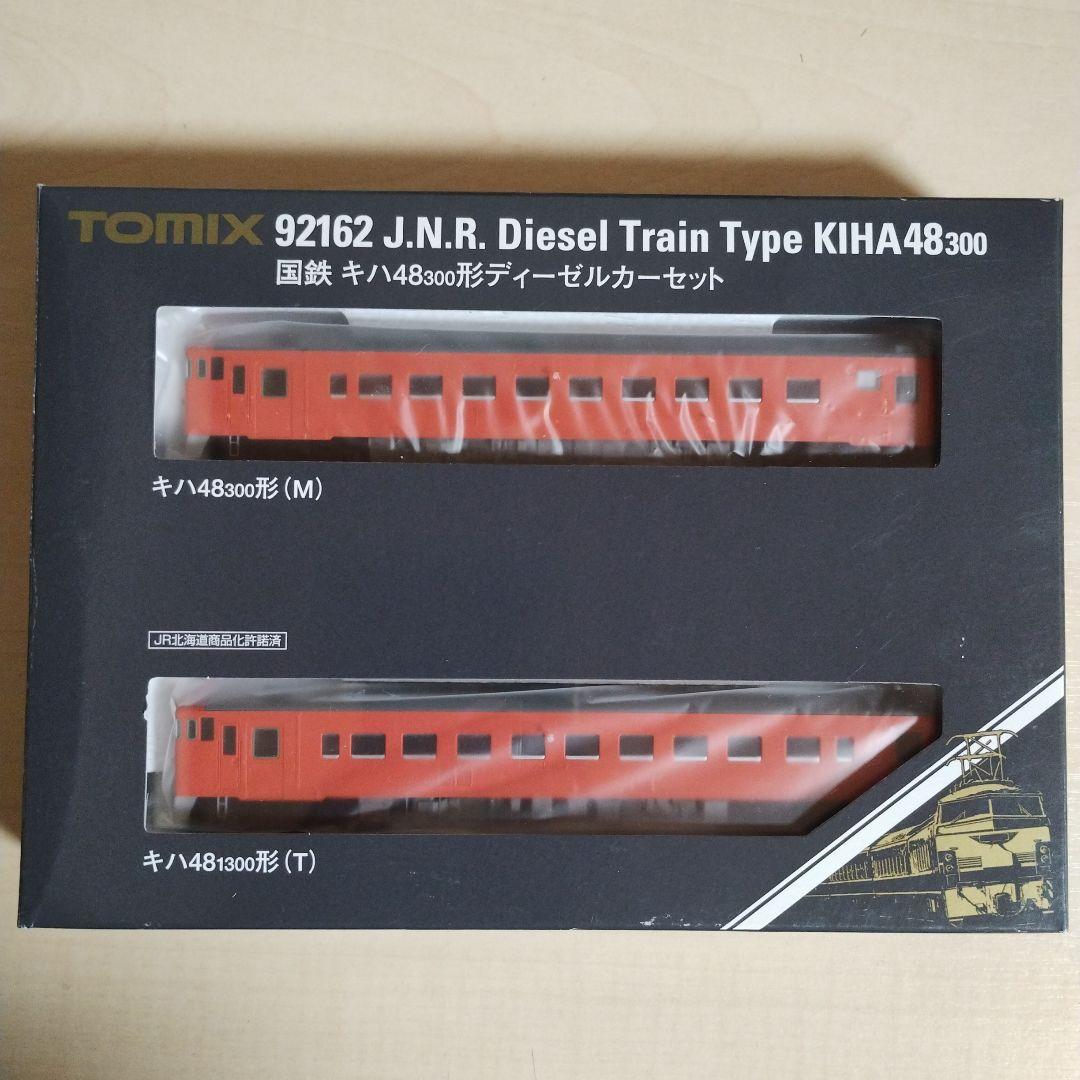 TOMIX 92162 J.N.R. Diesel Train Type KIHA48300
国鉄 キハ48300形ディーゼルカーセット
キハ48300形(M)
JR北海道商品化許諾済
キハ481300形(T)